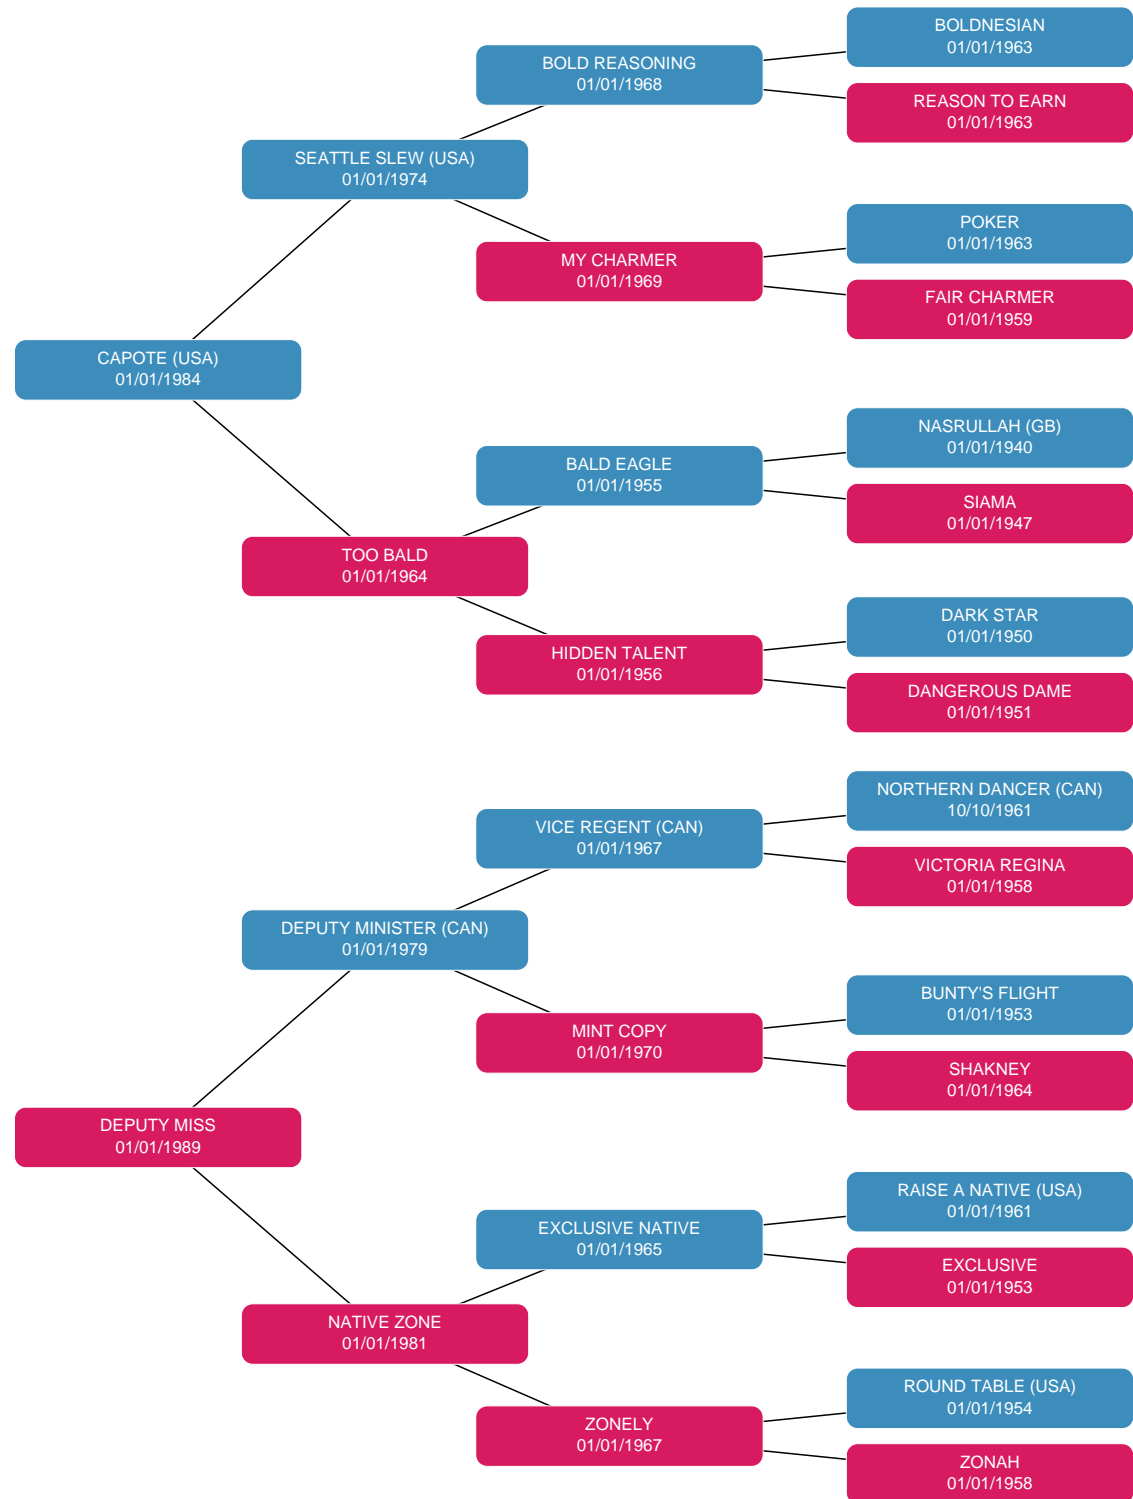 BOLDNESIAN
01/01/1963
BOLD REASONING
01/01/1968
REASON TO EARN
01/01/1963
SEATTLE SLEW (USA)
01/01/1974
POKER
01/01/1963
MY CHARMER
01/01/1969
FAIR CHARMER
01/01/1959
CAPOTE (USA)
01/01/1984
NASRULLAH (GB)
01/01/1940
BALD EAGLE
01/01/1955
SIAMA
01/01/1947
TOO BALD
01/01/1964
DARK STAR
01/01/1950
HIDDEN TALENT
01/01/1956
DANGEROUS DAME
01/01/1951
NORTHERN DANCER (CAN)
10/10/1961
VICE REGENT (CAN)
01/01/1967
VICTORIA REGINA
01/01/1958
DEPUTY MINISTER (CAN)
01/01/1979
BUNTY'S FLIGHT
01/01/1953
MINT COPY
01/01/1970
SHAKNEY
01/01/1964
DEPUTY MISS
01/01/1989
RAISE A NATIVE (USA)
01/01/1961
EXCLUSIVE NATIVE
01/01/1965
EXCLUSIVE
01/01/1953
NATIVE ZONE
01/01/1981
ROUND TABLE (USA)
01/01/1954
ZONELY
01/01/1967
ZONAH
01/01/1958